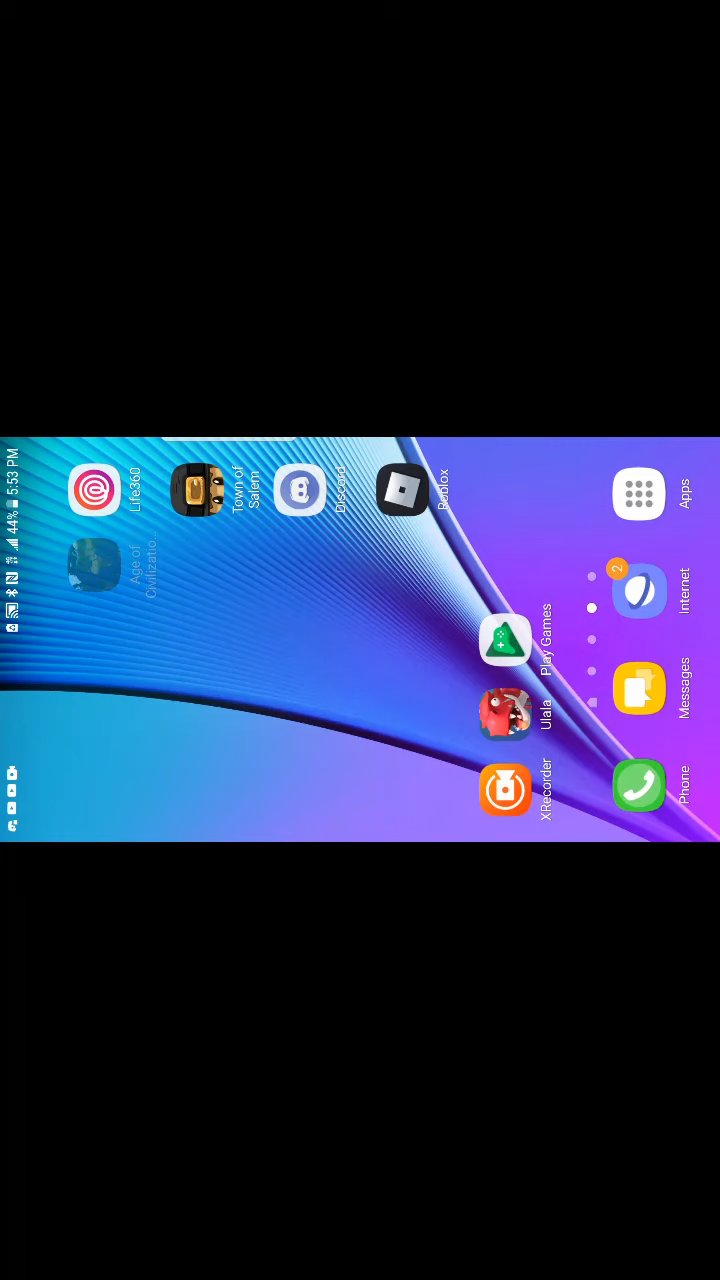 44% 5:53 PM
Age of
Civilizatio..
Life360
Town of
Salem
Discord
Roblox
XRecorder Ulala Play Games
2
Phone Messages Internet Apps